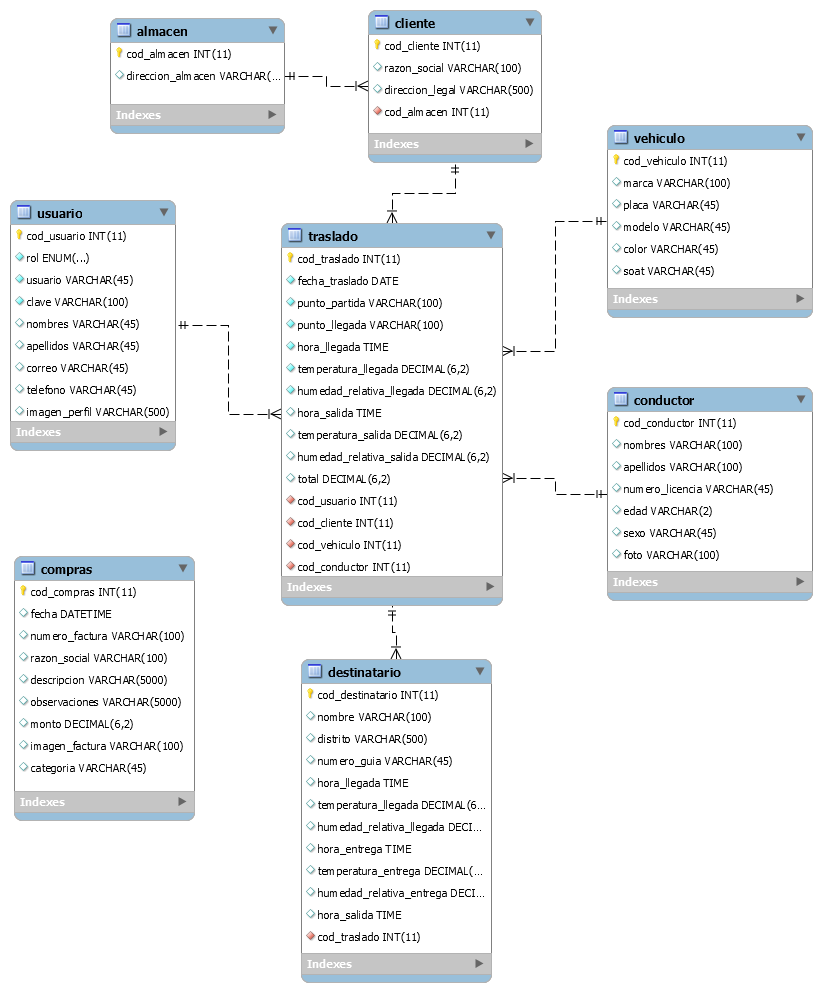 almacen
cod_almacen INT(11)
direccion_almacen VARCHAR(...
Indexes
cliente
cod_cliente INT(11)
razon_social VARCHAR(100)
direccion_legal VARCHAR(500)
cod_almacen INT(11)
Indexes
vehiculo
cod_vehiculo INT(11)
marca VARCHAR(100)
placa VARCHAR(45)
modelo VARCHAR(45)
color VARCHAR(45)
soat VARCHAR(45)
Indexes
usuario
cod_usuario INT(11)
rol ENUM(...)
usuario VARCHAR(45)
clave VARCHAR(100)
nombres VARCHAR(45)
apellidos VARCHAR(45)
correo VARCHAR(45)
telefono VARCHAR(45)
imagen_perfil VARCHAR(500)
Indexes
traslado
cod_traslado INT(11)
fecha_traslado DATE
punto_partida VARCHAR(100)
punto_llegada VARCHAR(100)
hora_llegada TIME
temperatura_llegada DECIMAL(6,2)
humedad_relativa_llegada DECIMAL(6,2)
hora_salida TIME
temperatura_salida DECIMAL(6,2)
humedad_relativa_salida DECIMAL(6,2)
total DECIMAL(6,2)
cod_usuario INT(11)
cod_cliente INT(11)
cod_vehiculo INT(11)
cod_conductor INT(11)
Indexes
conductor
cod_conductor INT(11)
nombres VARCHAR(100)
apellidos VARCHAR(100)
numero_licencia VARCHAR(45)
edad VARCHAR(2)
sexo VARCHAR(45)
foto VARCHAR(100)
Indexes
compras
cod_compras INT(11)
fecha DATETIME
numero_factura VARCHAR(100)
razon_social VARCHAR(100)
descripcion VARCHAR(5000)
observaciones VARCHAR(5000)
monto DECIMAL(6,2)
imagen_factura VARCHAR(100)
categoria VARCHAR(45)
Indexes
destinatario
cod_destinatario INT(11)
nombre VARCHAR(100)
distrito VARCHAR(500)
numero_guia VARCHAR(45)
hora_llegada TIME
temperatura_llegada DECIMAL(6...
humedad_relativa_llegada DECI...
hora_entrega TIME
temperatura_entrega DECIMAL(...
humedad_relativa_entrega DECI...
hora_salida TIME
cod_traslado INT(11)
Indexes